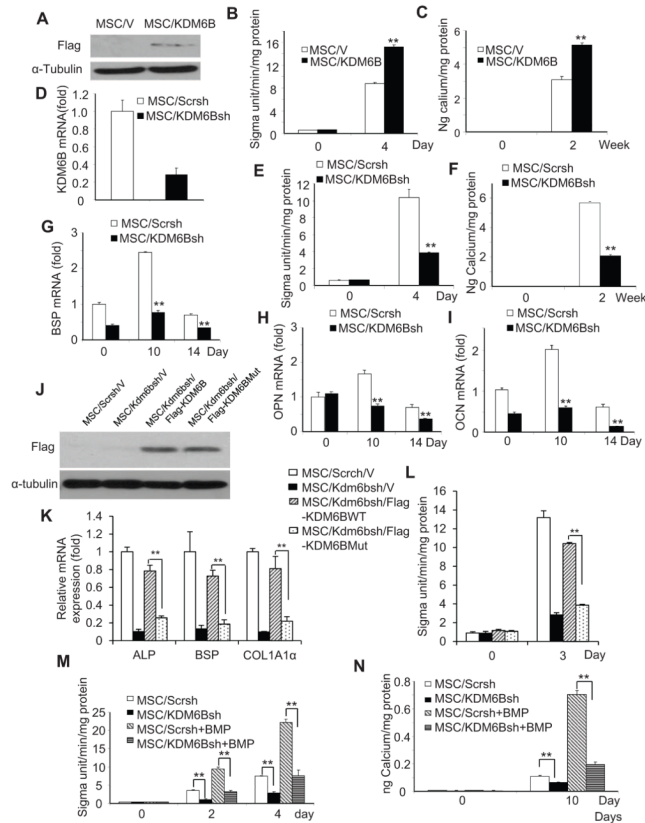 A
MSC/V MSC/KDM6B
Flag
α-Tubulin
B
Sigma unit/min/mg protein
20
15
10
5
0
MSC/V
MSC/KDM6B
**
0 4 Day
C
Ng calium/mg protein
6
4
2
0
MSC/V
MSC/KDM6B
**
0 2 Week
D
KDM6B mRNA(fold)
1.2
1
0.8
0.6
0.4
0.2
0
MSC/Scrsh
MSC/KDM6Bsh
E
Sigma unit/min/mg protein
12
10
8
6
4
2
0
MSC/Scrsh
MSC/KDM6Bsh
**
0 4 Day
F
Ng Calcium/mg protein
6
4
2
0
MSC/Scrsh
MSC/KDM6Bsh
**
0 2 Week
G
BSP mRNA (fold)
3
2
1
0
MSC/Scrsh
MSC/KDM6Bsh
**
**
0 10 14 Day
H
OPN mRNA (fold)
2
1
0
MSC/Scrsh
MSC/KDM6Bsh
**
**
0 10 14 Day
I
OCN mRNA (fold)
2
1
0
MSC/Scrsh
MSC/KDM6Bsh
**
**
0 10 14 Day
J
MSC/Scrsh/V
MSC/Kdm6bsh/V
MSC/Kdm6bsh/
Flag-KDM6B
MSC/Kdm6bsh/
Flag-KDM6BMut
Flag
α-tubulin
MSC/Scrch/V
MSC/Kdm6bsh/V
MSC/Kdm6bsh/Flag
-KDM6BWT
MSC/Kdm6bsh/Flag
-KDM6BMut
K
Relative mRNA
expression (fold)
1.4
1.2
1
0.8
0.6
0.4
0.2
0
**
**
**
ALP BSP COL1A1α
L
Sigma unit/min/mg protein
16
14
12
10
8
6
4
2
0
**
0 3 Day
M
Sigma unit/min/mg protein
25
20
15
10
5
0
MSC/Scrsh
MSC/KDM6Bsh
MSC/Scrsh+BMP
MSC/KDM6Bsh+BMP
**
**
**
**
0 2 4 day
N
ng Calcium/mg protein
0.8
0.6
0.4
0.2
0
MSC/Scrsh
MSC/KDM6Bsh
MSC/Scrsh+BMP
MSC/KDM6Bsh+BMP
**
**
0 10 Day
Days